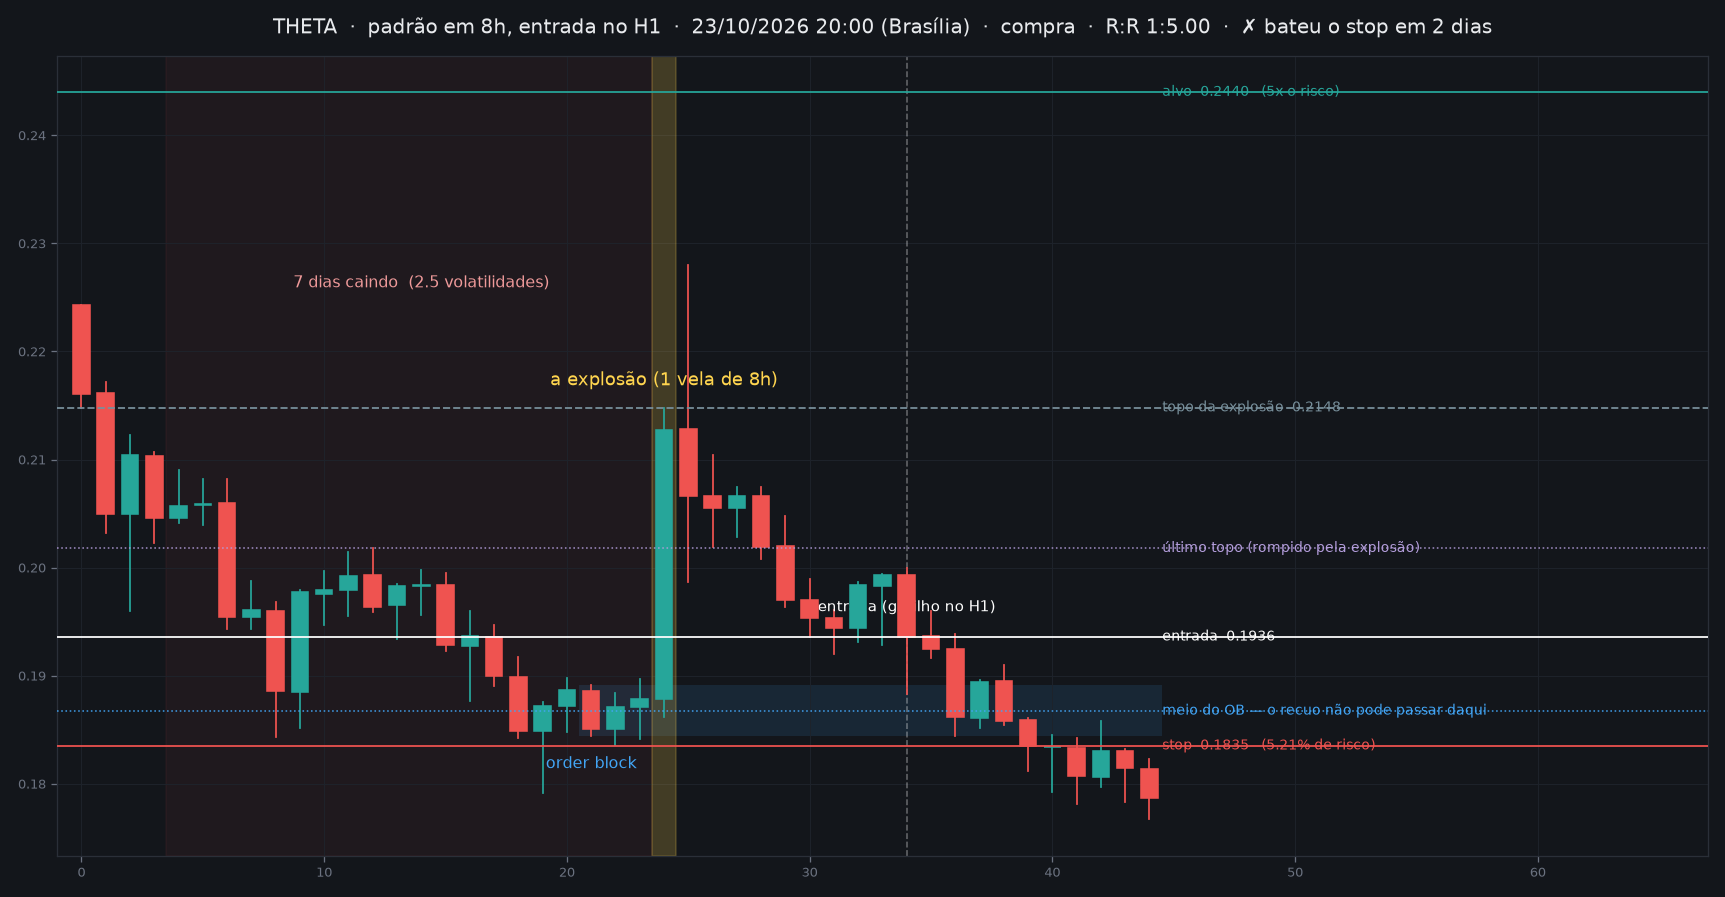 THETA · padrão em 8h, entrada no H1 · 23/10/2026 20:00 (Brasília) · compra · R:R 1:5.00 · ✗ bateu o stop em 2 dias
alvo 0.2440 (5x o risco)
0.24
0.23
7 dias caindo (2.5 volatilidades)
0.22
a explosão (1 vela de 8h)
topo da explosão 0.2148
0.21
último topo (rompido pela explosão)
0.20
entrada (gatilho no H1)
entrada 0.1936
0.19
meio do OB — o recuo não pode passar daqui
stop 0.1835 (5.21% de risco)
order block
0.18
0 10 20 30 40 50 60